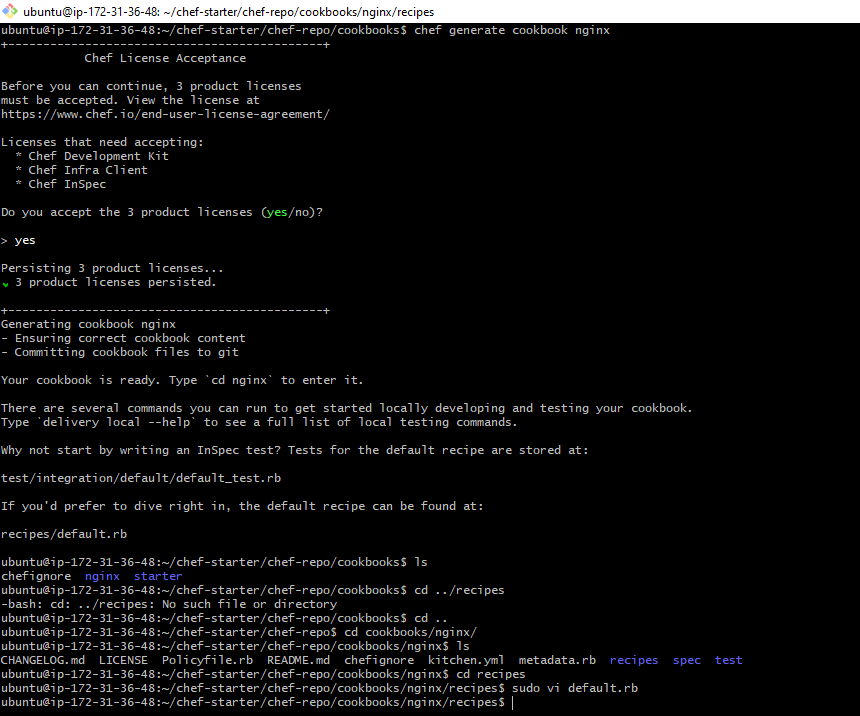 ubuntu@ip-172-31-36-48: ~/chef-starter/chef-repo/cookbooks/nginx/recipes
ubuntu@ip-172-31-36-48:~/chef-starter/chef-repo/cookbooks$ chef generate cookbook nginx
+---------------------------------------------+
Chef License Acceptance
Before you can continue, 3 product licenses
must be accepted. View the license at
https://www.chef.io/end-user-license-agreement/
Licenses that need accepting:
* Chef Development Kit
* Chef Infra Client
* Chef InSpec
Do you accept the 3 product licenses (yes/no)?
> yes
Persisting 3 product licenses...
✔ 3 product licenses persisted.
+---------------------------------------------+
Generating cookbook nginx
- Ensuring correct cookbook content
- Committing cookbook files to git
Your cookbook is ready. Type `cd nginx` to enter it.
There are several commands you can run to get started locally developing and testing your cookbook.
Type `delivery local --help` to see a full list of local testing commands.
Why not start by writing an InSpec test? Tests for the default recipe are stored at:
test/integration/default/default_test.rb
If you'd prefer to dive right in, the default recipe can be found at:
recipes/default.rb
ubuntu@ip-172-31-36-48:~/chef-starter/chef-repo/cookbooks$ ls
chefignore nginx starter
ubuntu@ip-172-31-36-48:~/chef-starter/chef-repo/cookbooks$ cd ../recipes
-bash: cd: ../recipes: No such file or directory
ubuntu@ip-172-31-36-48:~/chef-starter/chef-repo/cookbooks$ cd ..
ubuntu@ip-172-31-36-48:~/chef-starter/chef-repo$ cd cookbooks/nginx/
ubuntu@ip-172-31-36-48:~/chef-starter/chef-repo/cookbooks/nginx$ ls
CHANGELOG.md LICENSE Policyfile.rb README.md chefignore kitchen.yml metadata.rb recipes spec test
ubuntu@ip-172-31-36-48:~/chef-starter/chef-repo/cookbooks/nginx$ cd recipes
ubuntu@ip-172-31-36-48:~/chef-starter/chef-repo/cookbooks/nginx/recipes$ sudo vi default.rb
ubuntu@ip-172-31-36-48:~/chef-starter/chef-repo/cookbooks/nginx/recipes$